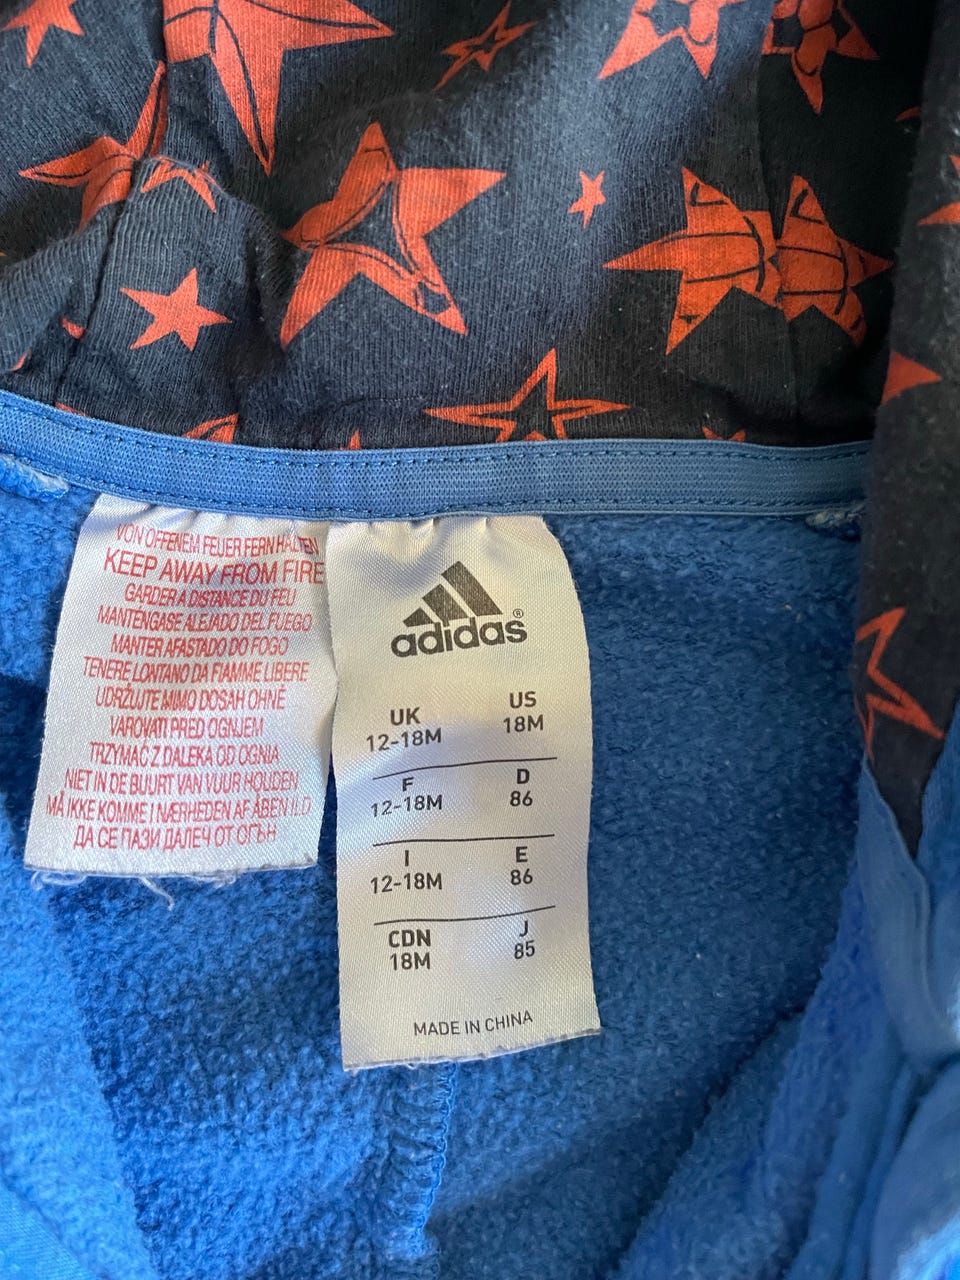 VON OFFENEM FEUER FERN HALTEN
KEEP AWAY FROM FIRE
GARDER A DISTANCE DU FEU
MANTENGASE ALEJADO DEL FUEGO
MANTER AFASTADO DO FOGO
TENERE LONTANO DA FIAMME LIBERE
UDRŽUJTE MIMO DOSAH OHNĚ
VAROVATI PRED OGNJEM
TRZYMAĆ Z DALEKA OD OGNIA
NIET IN DE BUURT VAN VUUR HOUDEN
MÅ IKKE KOMME I NÆRHEDEN AF ÅBEN ILD
ДА СЕ ПАЗИ ДАЛЕЧ ОТ ОГЪН
adidas®
UK
12-18M
US
18M
F
12-18M
D
86
I
12-18M
E
86
CDN
18M
J
85
MADE IN CHINA